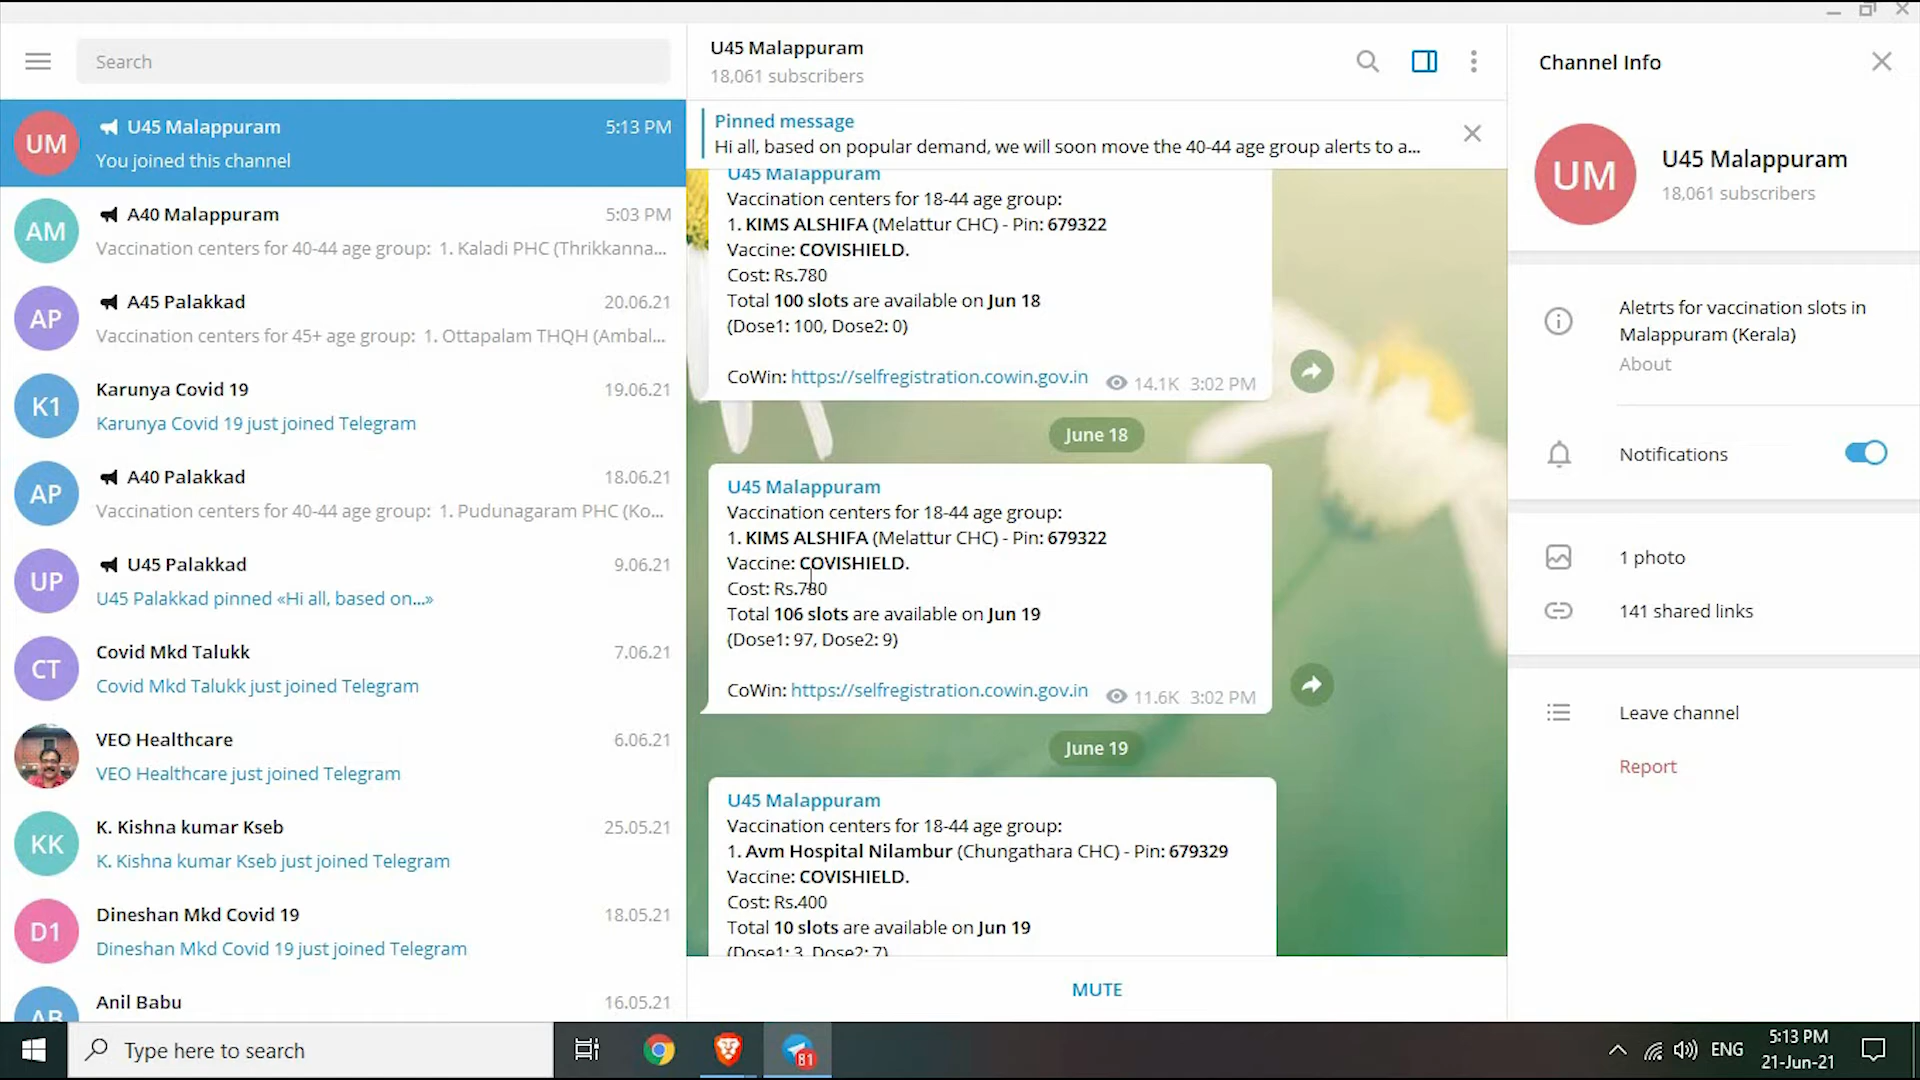 Search
UM
U45 Malappuram
5:13 PM
You joined this channel
AM
A40 Malappuram
5:03 PM
Vaccination centers for 40-44 age group: 1. Kaladi PHC (Thrikkanna...
AP
A45 Palakkad
20.06.21
Vaccination centers for 45+ age group: 1. Ottapalam THQH (Ambal...
K1
Karunya Covid 19
19.06.21
Karunya Covid 19 just joined Telegram
AP
A40 Palakkad
18.06.21
Vaccination centers for 40-44 age group: 1. Pudunagaram PHC (Ko...
UP
U45 Palakkad
9.06.21
U45 Palakkad pinned «Hi all, based on...»
CT
Covid Mkd Talukk
7.06.21
Covid Mkd Talukk just joined Telegram
VEO Healthcare
6.06.21
VEO Healthcare just joined Telegram
KK
K. Kishna kumar Kseb
25.05.21
K. Kishna kumar Kseb just joined Telegram
D1
Dineshan Mkd Covid 19
18.05.21
Dineshan Mkd Covid 19 just joined Telegram
AB
Anil Babu
16.05.21
U45 Malappuram
18,061 subscribers
Pinned message
Hi all, based on popular demand, we will soon move the 40-44 age group alerts to a...
U45 Malappuram
Vaccination centers for 18-44 age group:
1. KIMS ALSHIFA (Melattur CHC) - Pin: 679322
Vaccine: COVISHIELD.
Cost: Rs.780
Total 100 slots are available on Jun 18
(Dose1: 100, Dose2: 0)
CoWin: https://selfregistration.cowin.gov.in 14.1K 3:02 PM
June 18
U45 Malappuram
Vaccination centers for 18-44 age group:
1. KIMS ALSHIFA (Melattur CHC) - Pin: 679322
Vaccine: COVISHIELD.
Cost: Rs.780
Total 106 slots are available on Jun 19
(Dose1: 97, Dose2: 9)
CoWin: https://selfregistration.cowin.gov.in 11.6K 3:02 PM
June 19
U45 Malappuram
Vaccination centers for 18-44 age group:
1. Avm Hospital Nilambur (Chungathara CHC) - Pin: 679329
Vaccine: COVISHIELD.
Cost: Rs.400
Total 10 slots are available on Jun 19
(Dose1: 3, Dose2: 7)
MUTE
Channel Info
UM
U45 Malappuram
18,061 subscribers
Aletrts for vaccination slots in
Malappuram (Kerala)
About
Notifications
1 photo
141 shared links
Leave channel
Report
Type here to search
81
ENG
5:13 PM
21-Jun-21